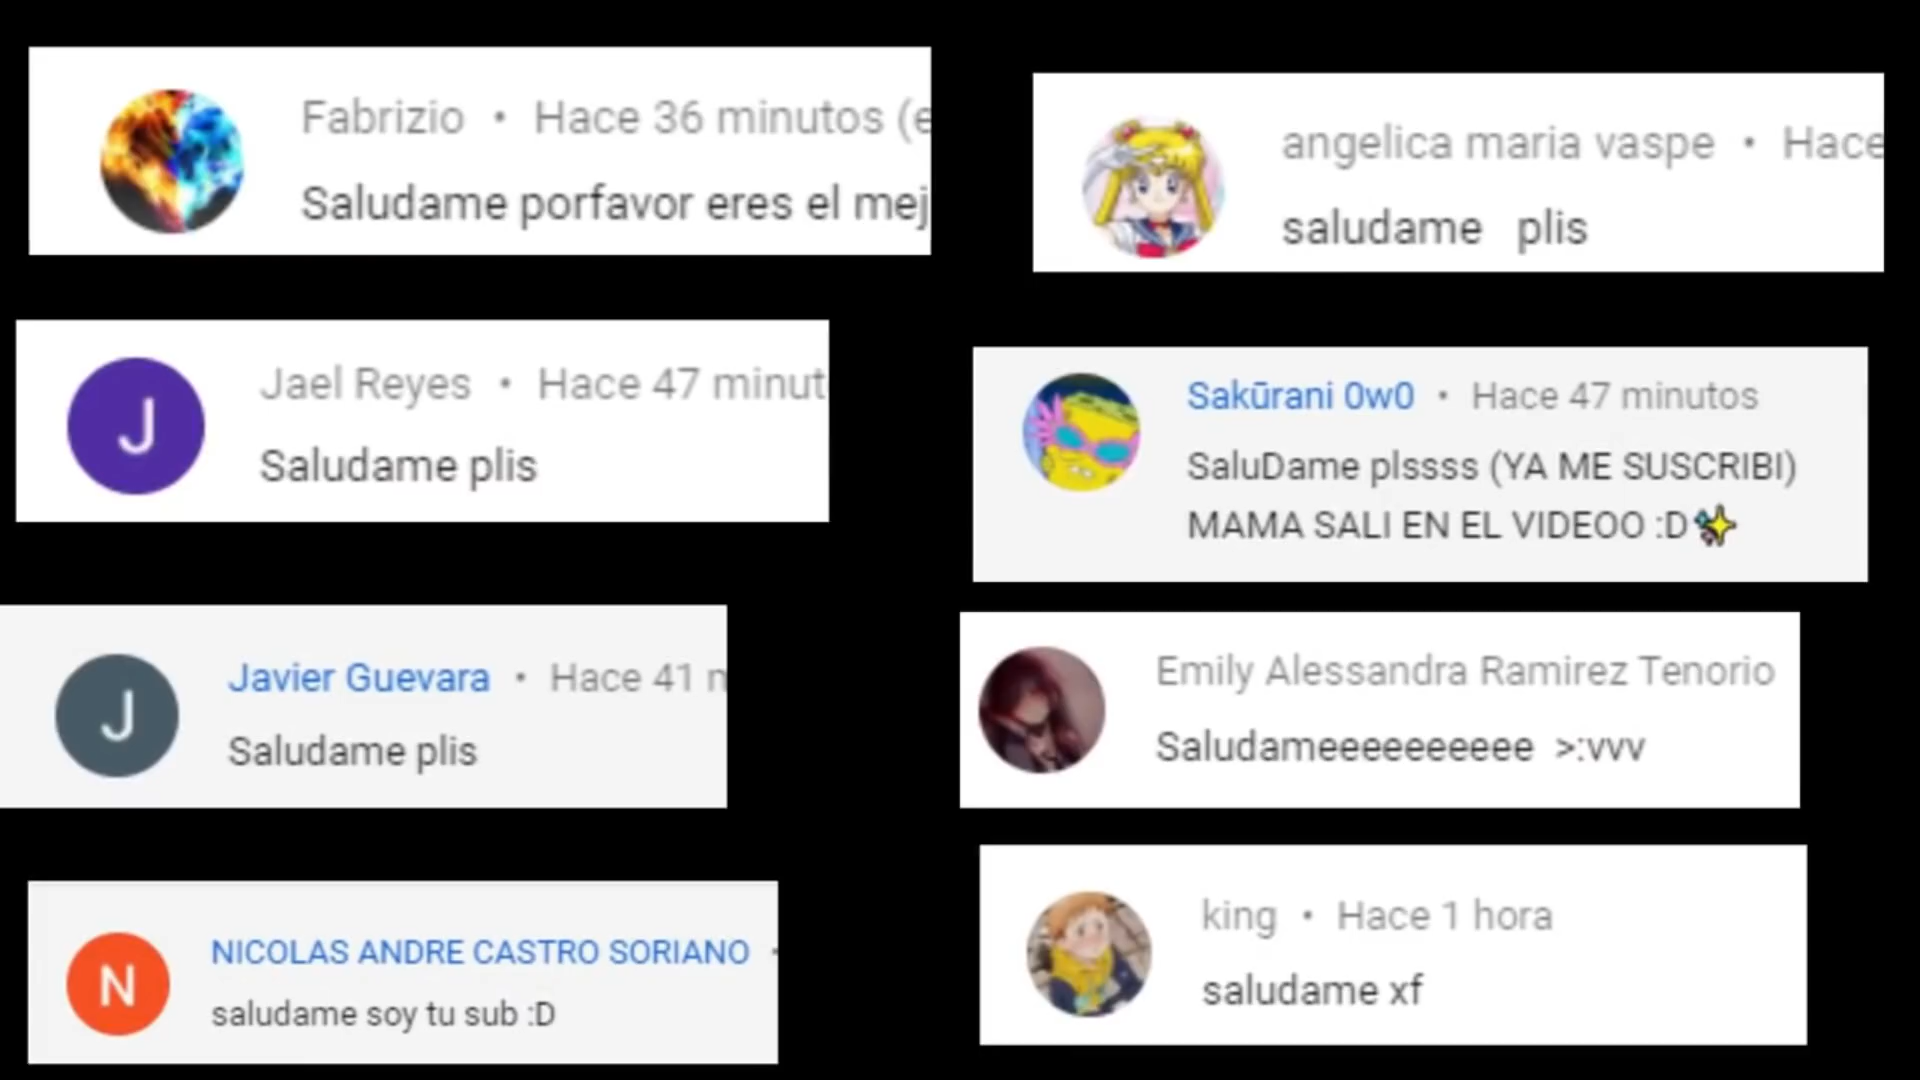 Fabrizio • Hace 36 minutos (e
Saludame porfavor eres el mej
angelica maria vaspe • Hace
saludame plis
J
Jael Reyes • Hace 47 minut
Saludame plis
Sakūrani 0w0 • Hace 47 minutos
SaluDame plssss (YA ME SUSCRIBI)
MAMA SALI EN EL VIDEOO :D✨
J
Javier Guevara • Hace 41 m
Saludame plis
Emily Alessandra Ramirez Tenorio
Saludameeeeeeeeeee >:vvv
N
NICOLAS ANDRE CASTRO SORIANO •
saludame soy tu sub :D
king • Hace 1 hora
saludame xf